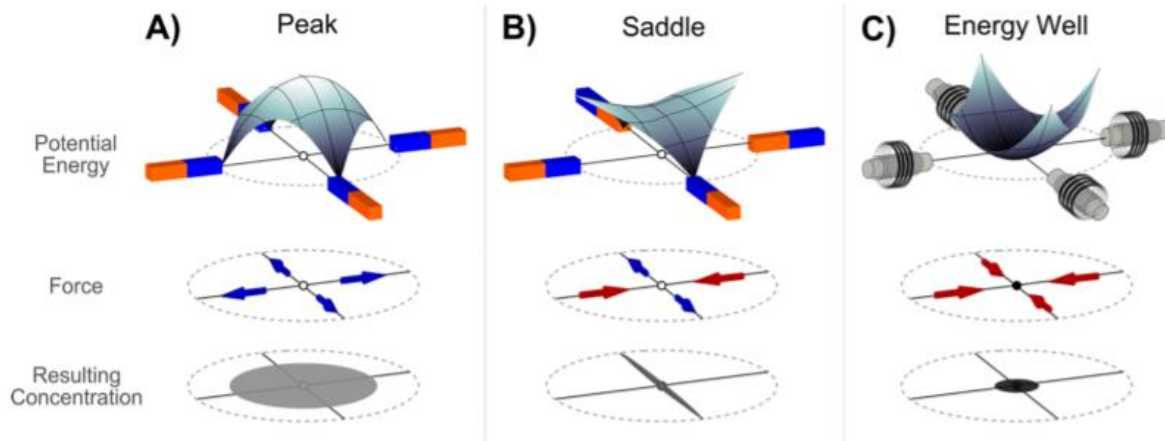 A)
Peak
B)
Saddle
C)
Energy Well
Potential
Energy
Force
Resulting
Concentration